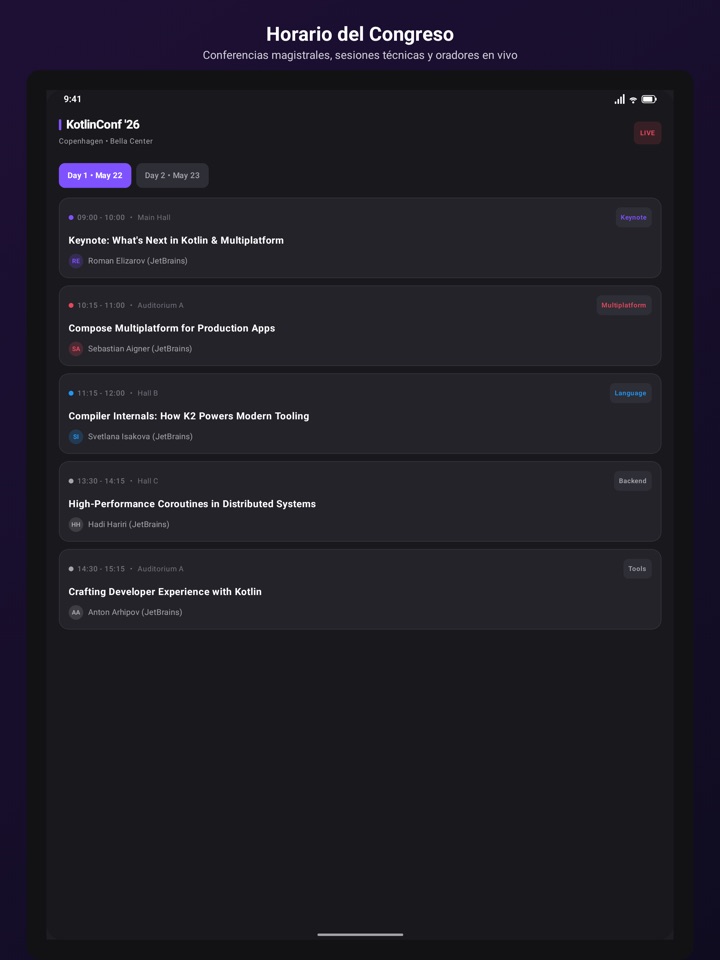 Horario del Congreso
Conferencias magistrales, sesiones técnicas y oradores en vivo
9:41
KotlinConf '26
Copenhagen • Bella Center
LIVE
Day 1 • May 22
Day 2 • May 23
09:00 - 10:00 • Main Hall
Keynote
Keynote: What's Next in Kotlin & Multiplatform
RE Roman Elizarov (JetBrains)
10:15 - 11:00 • Auditorium A
Multiplatform
Compose Multiplatform for Production Apps
SA Sebastian Aigner (JetBrains)
11:15 - 12:00 • Hall B
Language
Compiler Internals: How K2 Powers Modern Tooling
SI Svetlana Isakova (JetBrains)
13:30 - 14:15 • Hall C
Backend
High-Performance Coroutines in Distributed Systems
HH Hadi Hariri (JetBrains)
14:30 - 15:15 • Auditorium A
Tools
Crafting Developer Experience with Kotlin
AA Anton Arhipov (JetBrains)